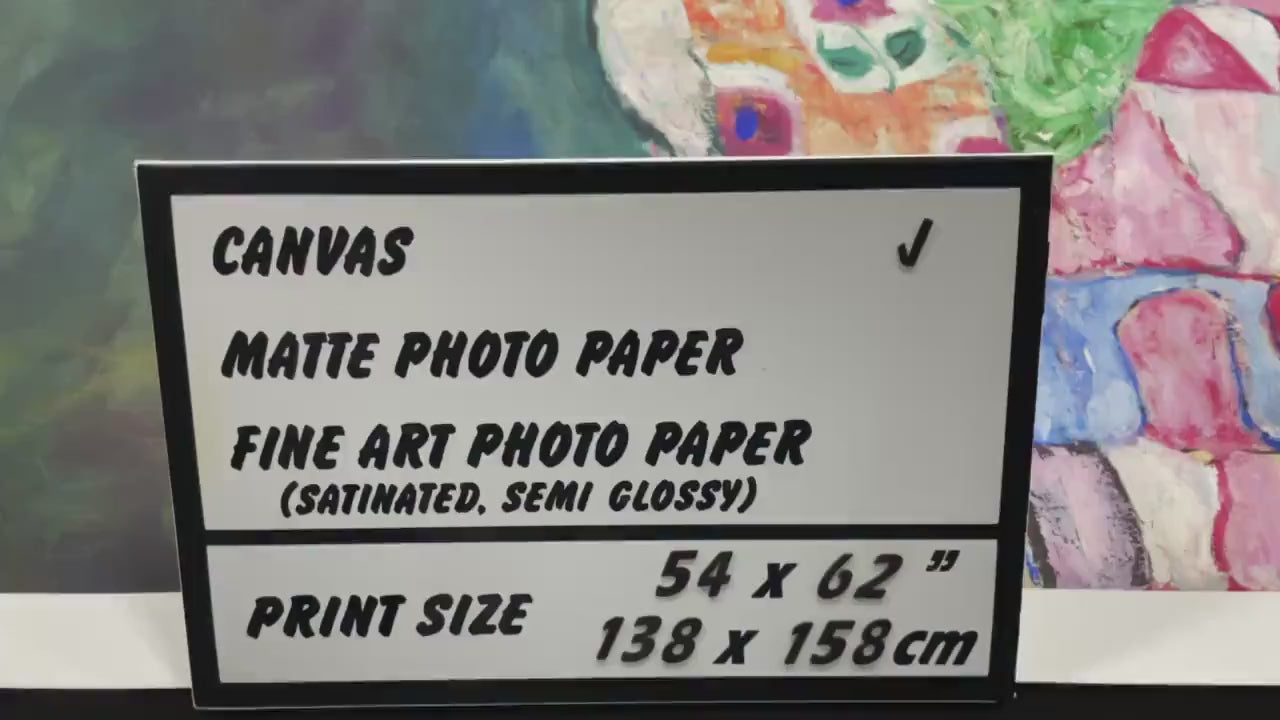 CANVAS ✓
MATTE PHOTO PAPER
FINE ART PHOTO PAPER
(SATINATED, SEMI GLOSSY)
PRINT SIZE
54 x 62 "
138 x 158cm